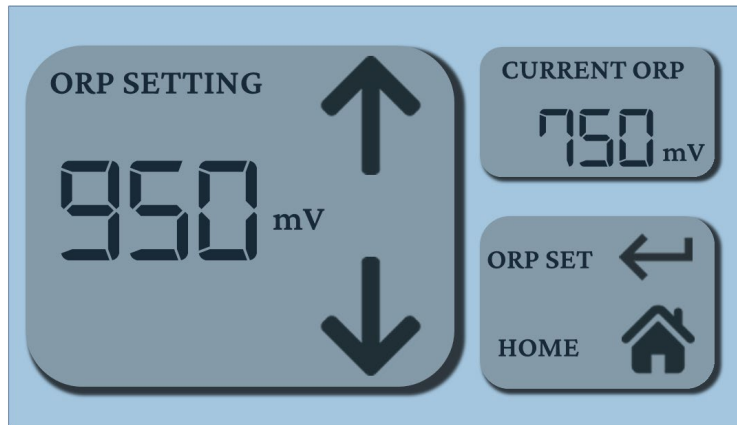 ORP SETTING
950 mV
CURRENT ORP
750 mV
ORP SET
HOME